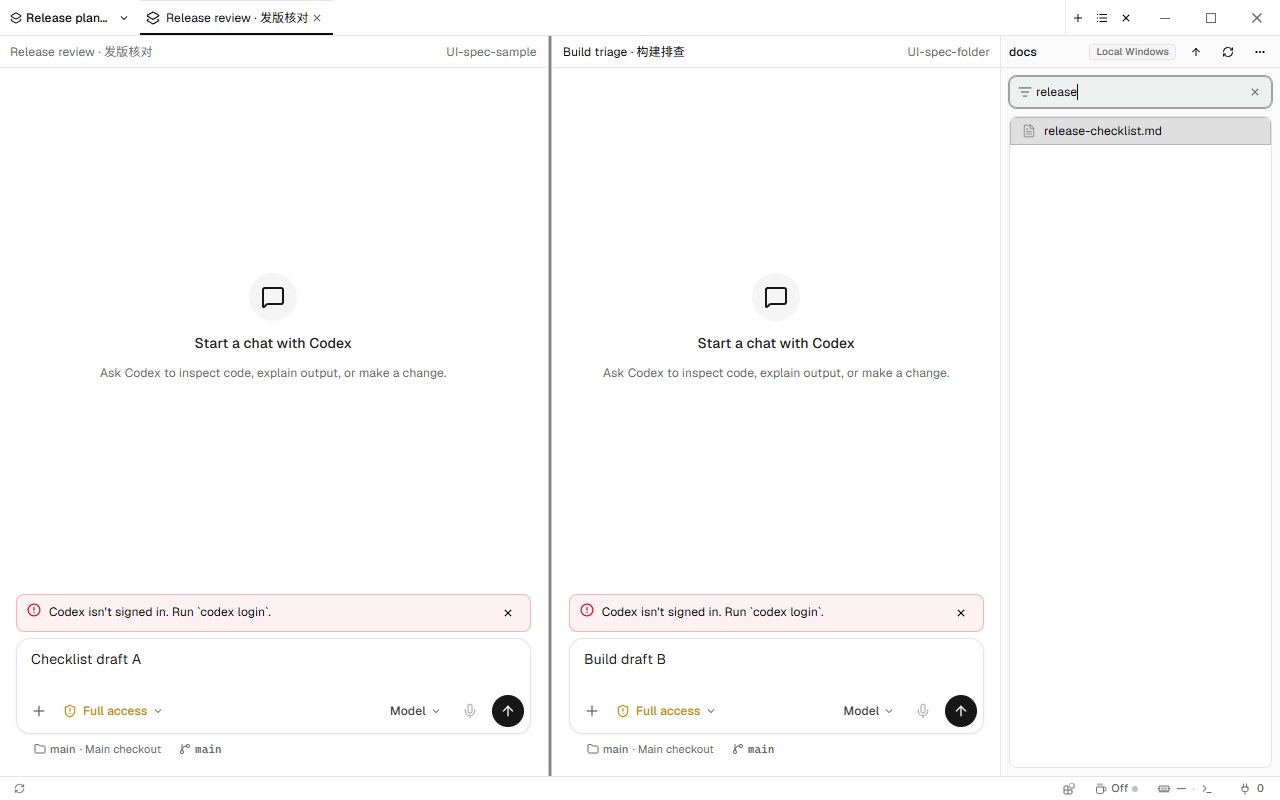 Release plan...
Release review · 发版核对
Release review · 发版核对
UI-spec-sample
Build triage · 构建排查
UI-spec-folder
docs
Local Windows
release
release-checklist.md
Start a chat with Codex
Ask Codex to inspect code, explain output, or make a change.
Start a chat with Codex
Ask Codex to inspect code, explain output, or make a change.
Codex isn't signed in. Run `codex login`.
Checklist draft A
Full access
Model
main · Main checkout
main
Codex isn't signed in. Run `codex login`.
Build draft B
Full access
Model
main · Main checkout
main
Off
— ·
0